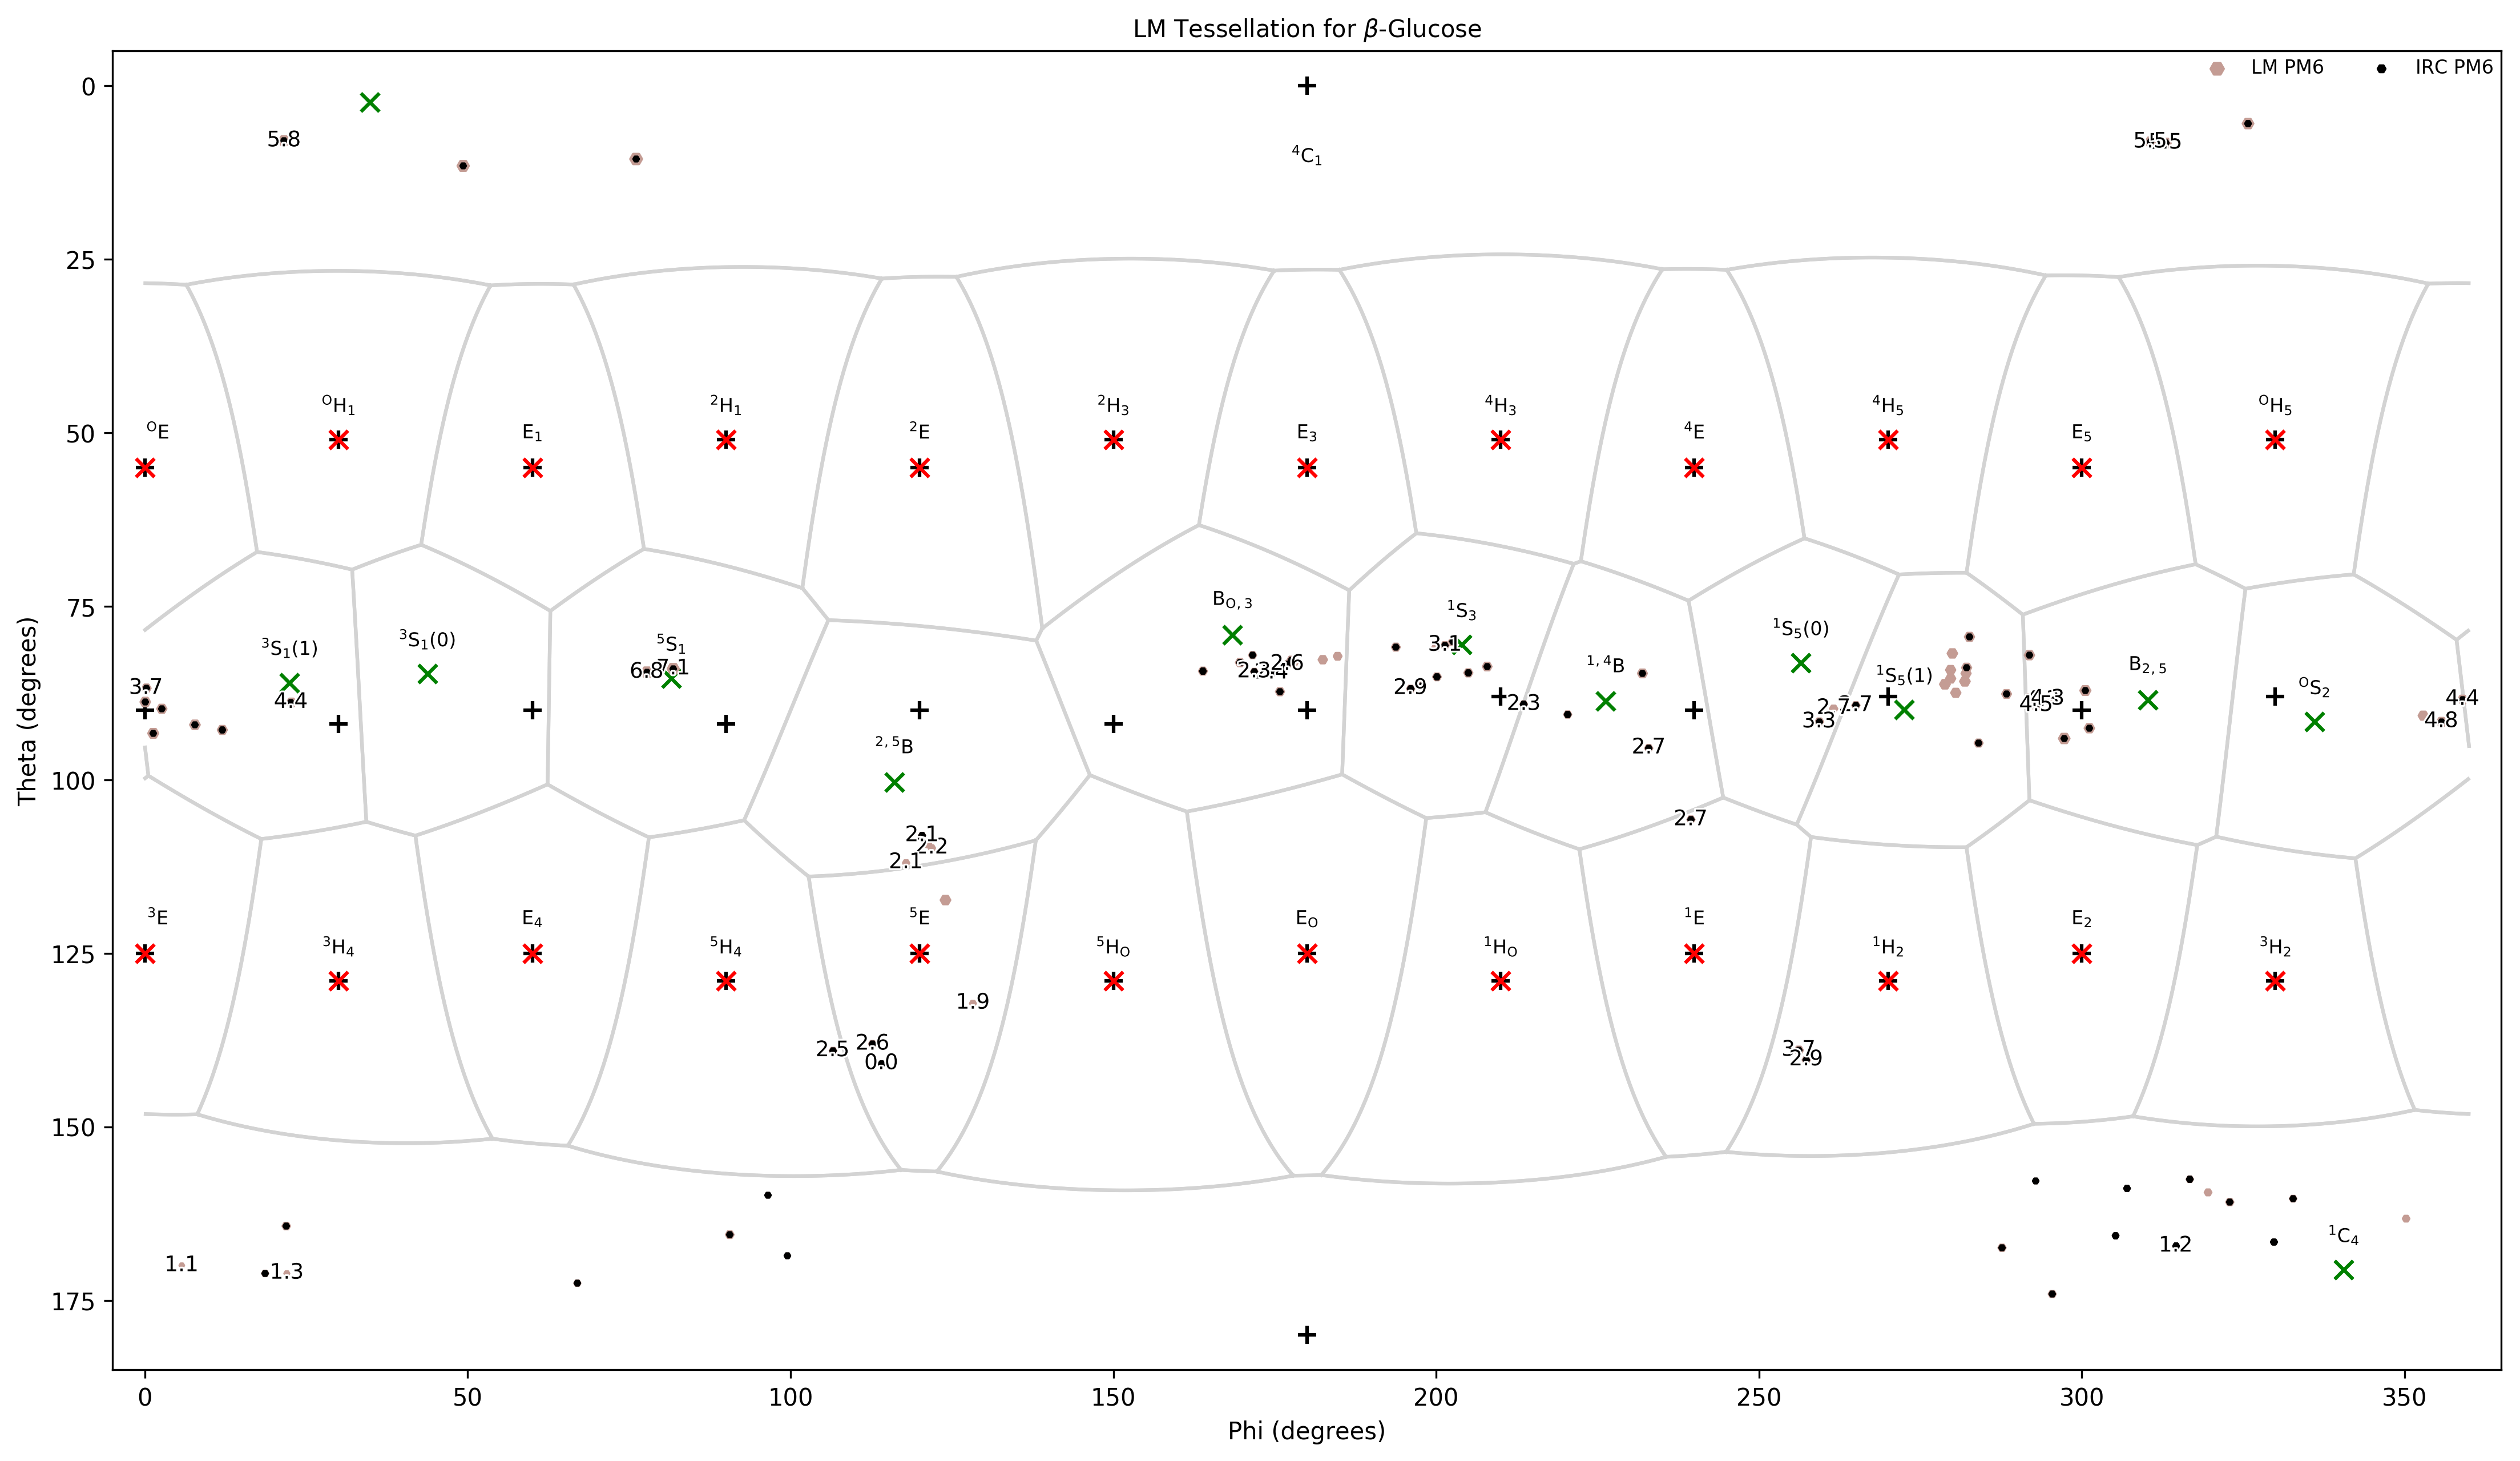 LM Tessellation for β-Glucose
LM PM6
IRC PM6
0
25
50
75
100
125
150
175
Theta (degrees)
5.8
5.5
⁴C₁
ᴼE
ᴼH₁
E₁
²H₁
²E
²H₃
E₃
⁴H₃
⁴E
⁴H₅
E₅
ᴼH₅
³S₁(1)
³S₁(0)
⁵S₁
B_O,3
¹S₃
¹,⁴B
¹S₅(0)
¹S₅(1)
B₂,₅
ᴼS₂
3.7
4.4
6.8
7.1
2.3
2.6
3.1
2.9
2.3
2.7
3.3
2.7
4.5
4.3
4.4
4.8
²,⁵B
2.7
2.1
2.2
2.1
2.7
³E
³H₄
E₄
⁵H₄
⁵E
⁵H_O
E_O
¹H_O
¹E
¹H₂
E₂
³H₂
1.9
2.5
2.6
0.0
3.7
2.9
1.1
1.3
1.2
¹C₄
0
50
100
150
200
250
300
350
Phi (degrees)